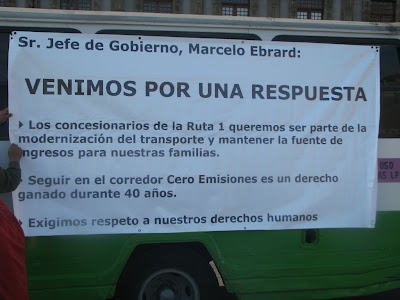 Sr. Jefe de Gobierno, Marcelo Ebrard:
VENIMOS POR UNA RESPUESTA
Los concesionarios de la Ruta 1 queremos ser parte de la
modernización del transporte y mantener la fuente de
ingresos para nuestras familias.
Seguir en el corredor Cero Emisiones es un derecho
ganado durante 40 años.
Exigimos respeto a nuestros derechos humanos